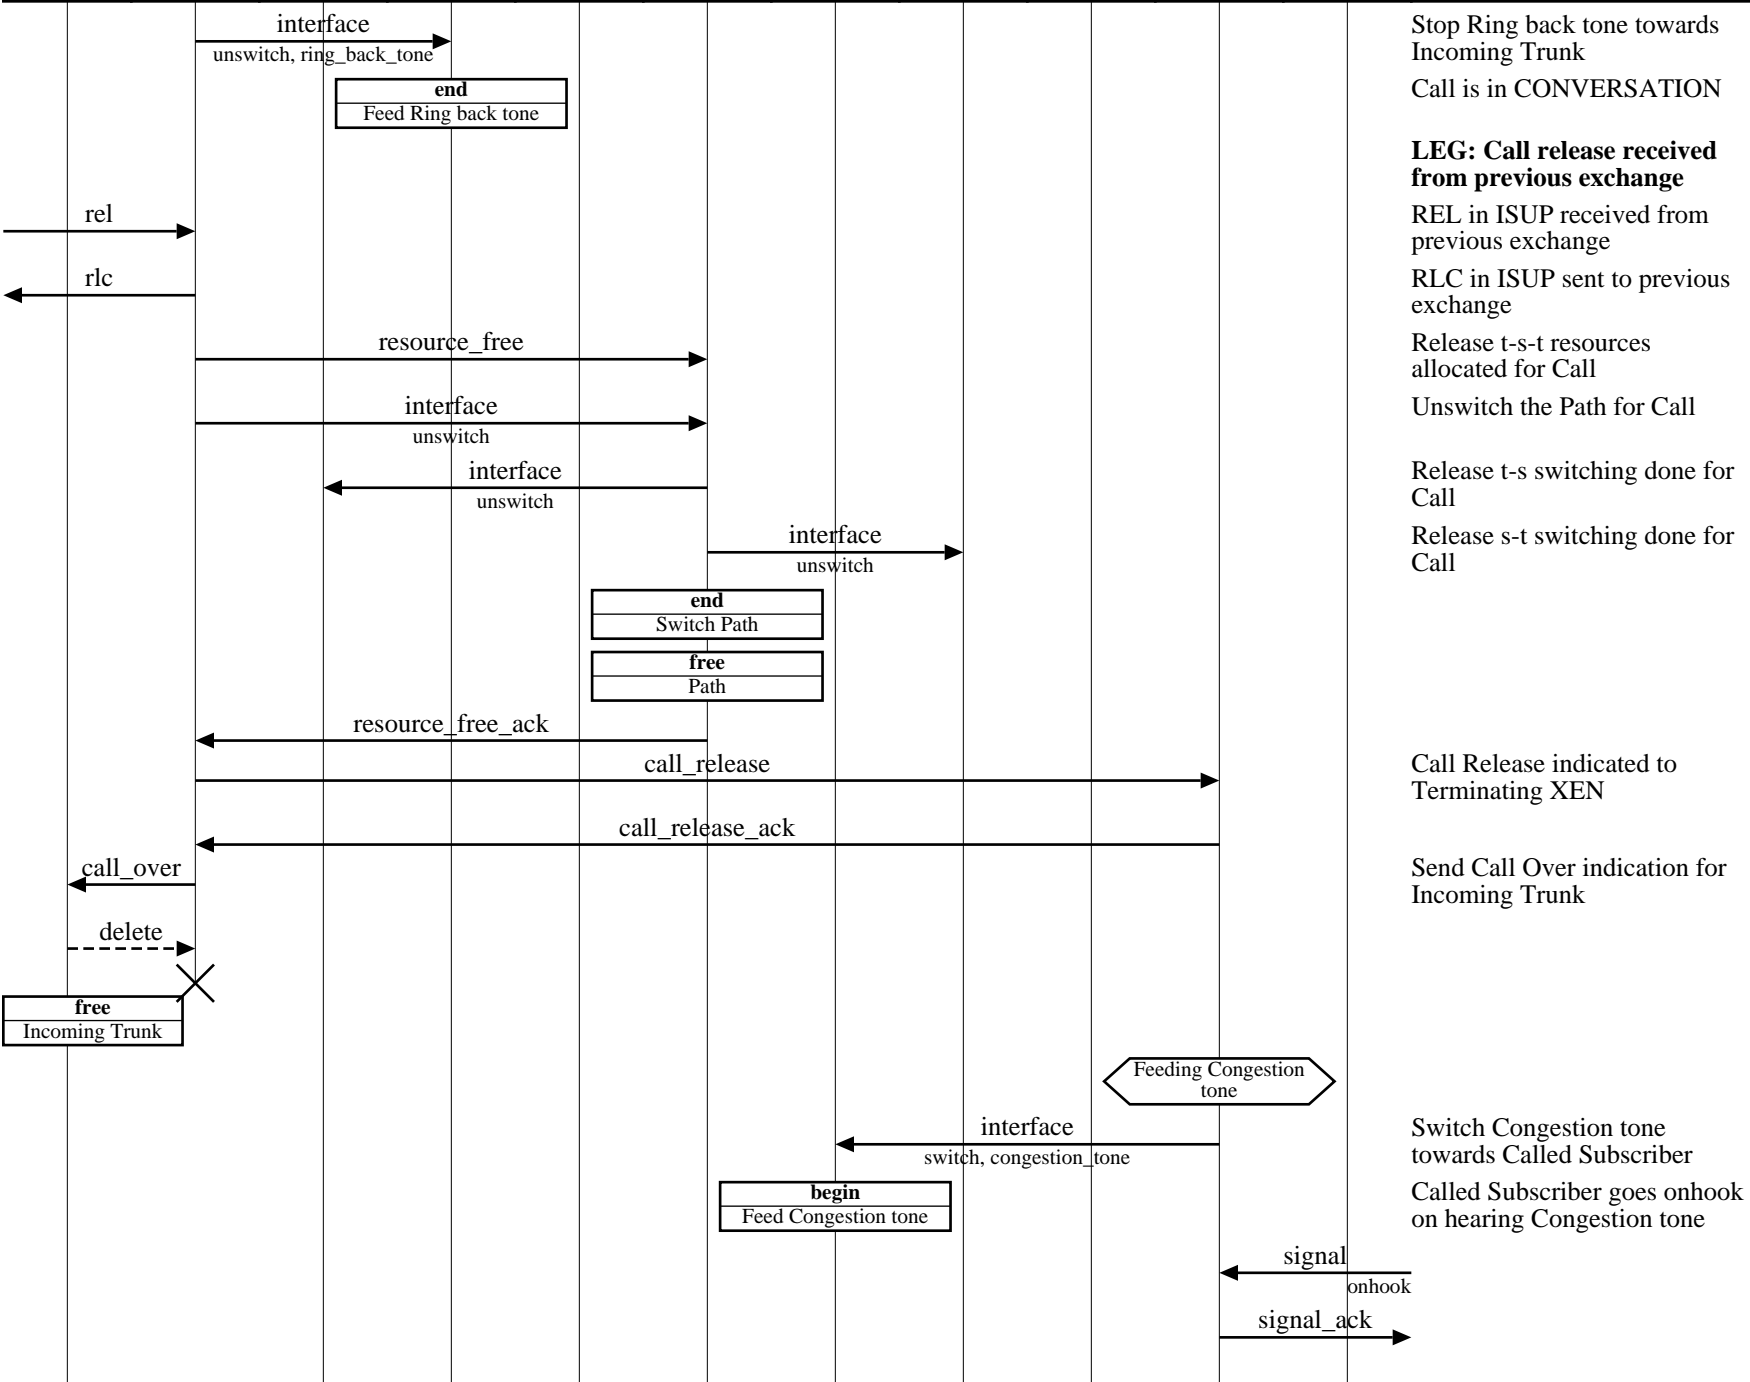 interface
unswitch, ring_back_tone
Stop Ring back tone towards
Incoming Trunk
end
Feed Ring back tone
Call is in CONVERSATION
LEG: Call release received
from previous exchange
rel
REL in ISUP received from
previous exchange
rlc
RLC in ISUP sent to previous
exchange
resource_free
Release t-s-t resources
allocated for Call
interface
unswitch
Unswitch the Path for Call
interface
unswitch
Release t-s switching done for
Call
interface
unswitch
Release s-t switching done for
Call
end
Switch Path
free
Path
resource_free_ack
call_release
Call Release indicated to
Terminating XEN
call_release_ack
call_over
Send Call Over indication for
Incoming Trunk
delete
free
Incoming Trunk
Feeding Congestion
tone
interface
switch, congestion_tone
Switch Congestion tone
towards Called Subscriber
begin
Feed Congestion tone
Called Subscriber goes onhook
on hearing Congestion tone
signal
onhook
signal_ack